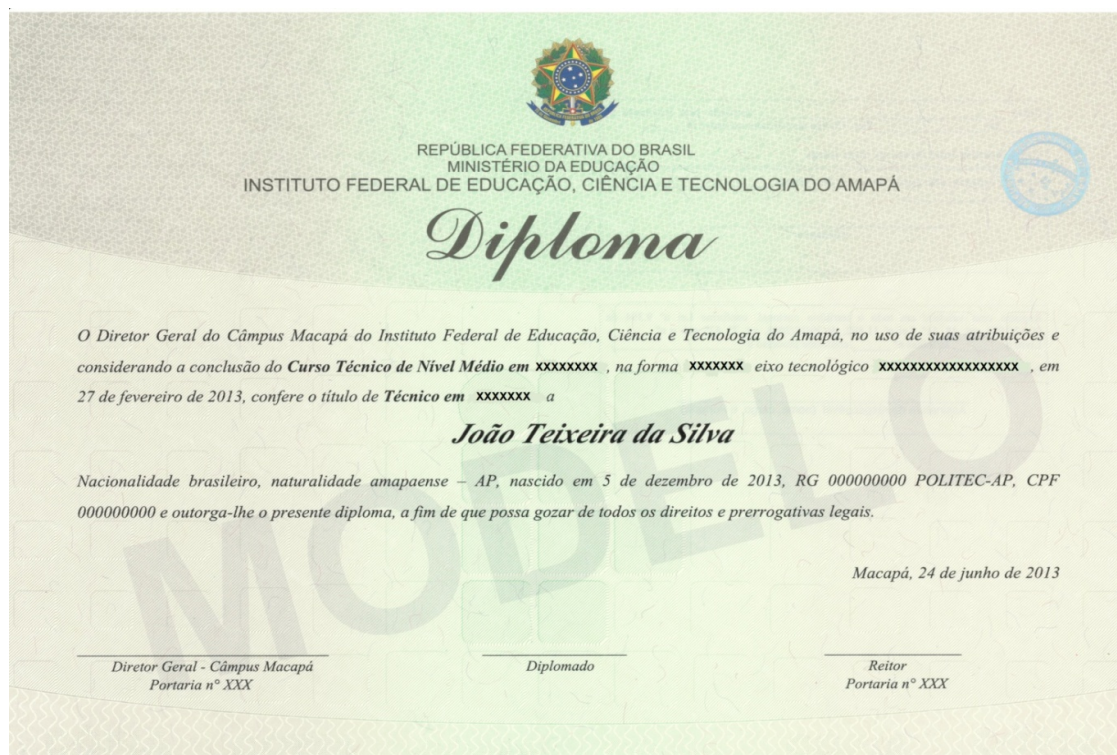 REPÚBLICA FEDERATIVA DO BRASIL
MINISTÉRIO DA EDUCAÇÃO
INSTITUTO FEDERAL DE EDUCAÇÃO, CIÊNCIA E TECNOLOGIA DO AMAPÁ
Diploma
O Diretor Geral do Câmpus Macapá do Instituto Federal de Educação, Ciência e Tecnologia do Amapá, no uso de suas atribuições e
considerando a conclusão do Curso Técnico de Nível Médio em xxxxxxxx , na forma xxxxxxx eixo tecnológico xxxxxxxxxxxxxxxxxx , em
27 de fevereiro de 2013, confere o título de Técnico em xxxxxxx a
João Teixeira da Silva
Nacionalidade brasileiro, naturalidade amapaense – AP, nascido em 5 de dezembro de 2013, RG 000000000 POLITEC-AP, CPF
000000000 e outorga-lhe o presente diploma, a fim de que possa gozar de todos os direitos e prerrogativas legais.
MODELO
Macapá, 24 de junho de 2013
Diretor Geral - Câmpus Macapá
Portaria n° XXX
Diplomado
Reitor
Portaria n° XXX